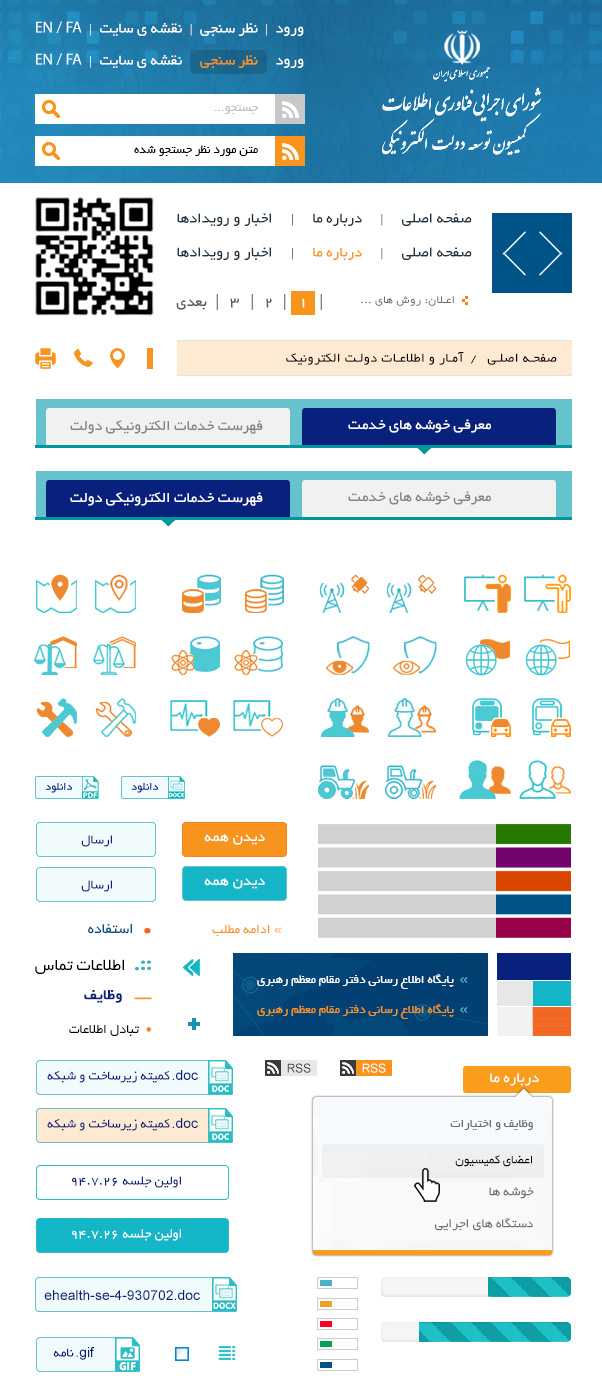 EN / FA | نقشه ی سایت | نظر سنجی | ورود
EN / FA | نقشه ی سایت | نظر سنجی | ورود
جستجو...
متن مورد نظر جستجو شده
جمهوری اسلامی ایران
شورای اجرایی فناوری اطلاعات
کمیسیون توسعه دولت الکترونیکی
صفحه اصلی | درباره ما | اخبار و رویدادها
صفحه اصلی | درباره ما | اخبار و رویدادها
اعـلان: روش های ...
| ۱ | ۲ | ۳ | بعدی
صفحـه اصلـی / آمـار و اطلاعـات دولـت الکترونیـک
معرفی خوشه های خدمت
فهرست خدمات الکترونیکی دولت
معرفی خوشه های خدمت
فهرست خدمات الکترونیکی دولت
دانلود PDF
دانلود DOCX
ارسال
دیدن همه
ارسال
دیدن همه
استفاده
» ادامه مطلب
اطلاعات تماس
وظایف
تبادل اطلاعات
» پایگاه اطلاع رسانی دفتر مقام معظم رهبری
» پایگاه اطلاع رسانی دفتر مقام معظم رهبری
کمیته زیرساخت و شبکه.doc DOC
کمیته زیرساخت و شبکه.doc DOC
RSS
RSS
درباره ما
وظایف و اختیارات
اعضای کمیسیون
خوشه ها
دستگاه های اجرایی
اولین جلسه ۹۴.۷.۲۶
اولین جلسه ۹۴.۷.۲۶
ehealth-se-4-930702.doc DOCX
نامه.gif GIF